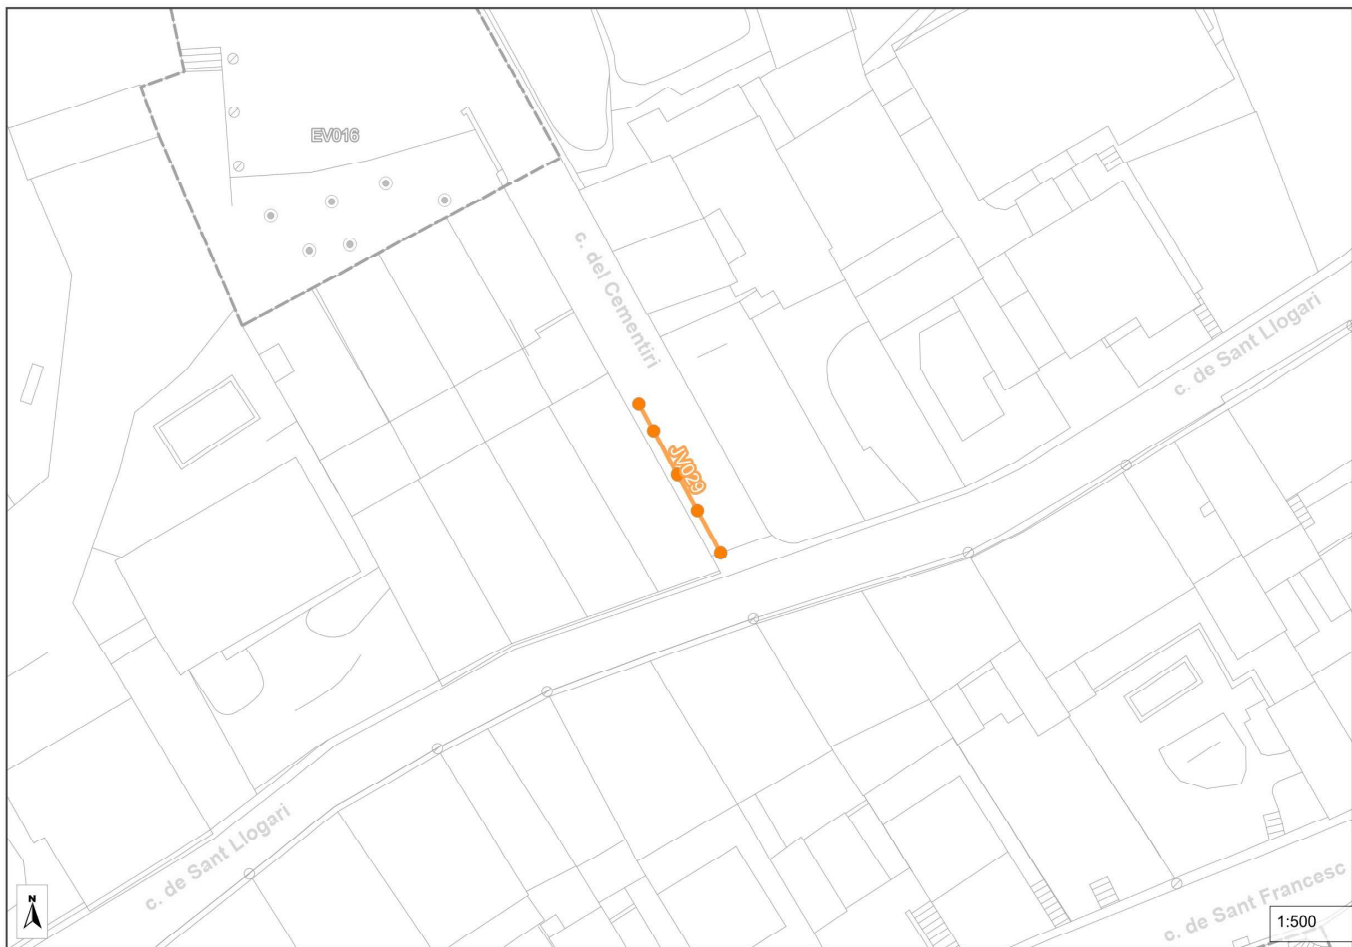 EV016
c. del Cementiri
c. de Sant Llogari
JV029
c. de Sant Llogari
c. de Sant Francesc
N
1:500